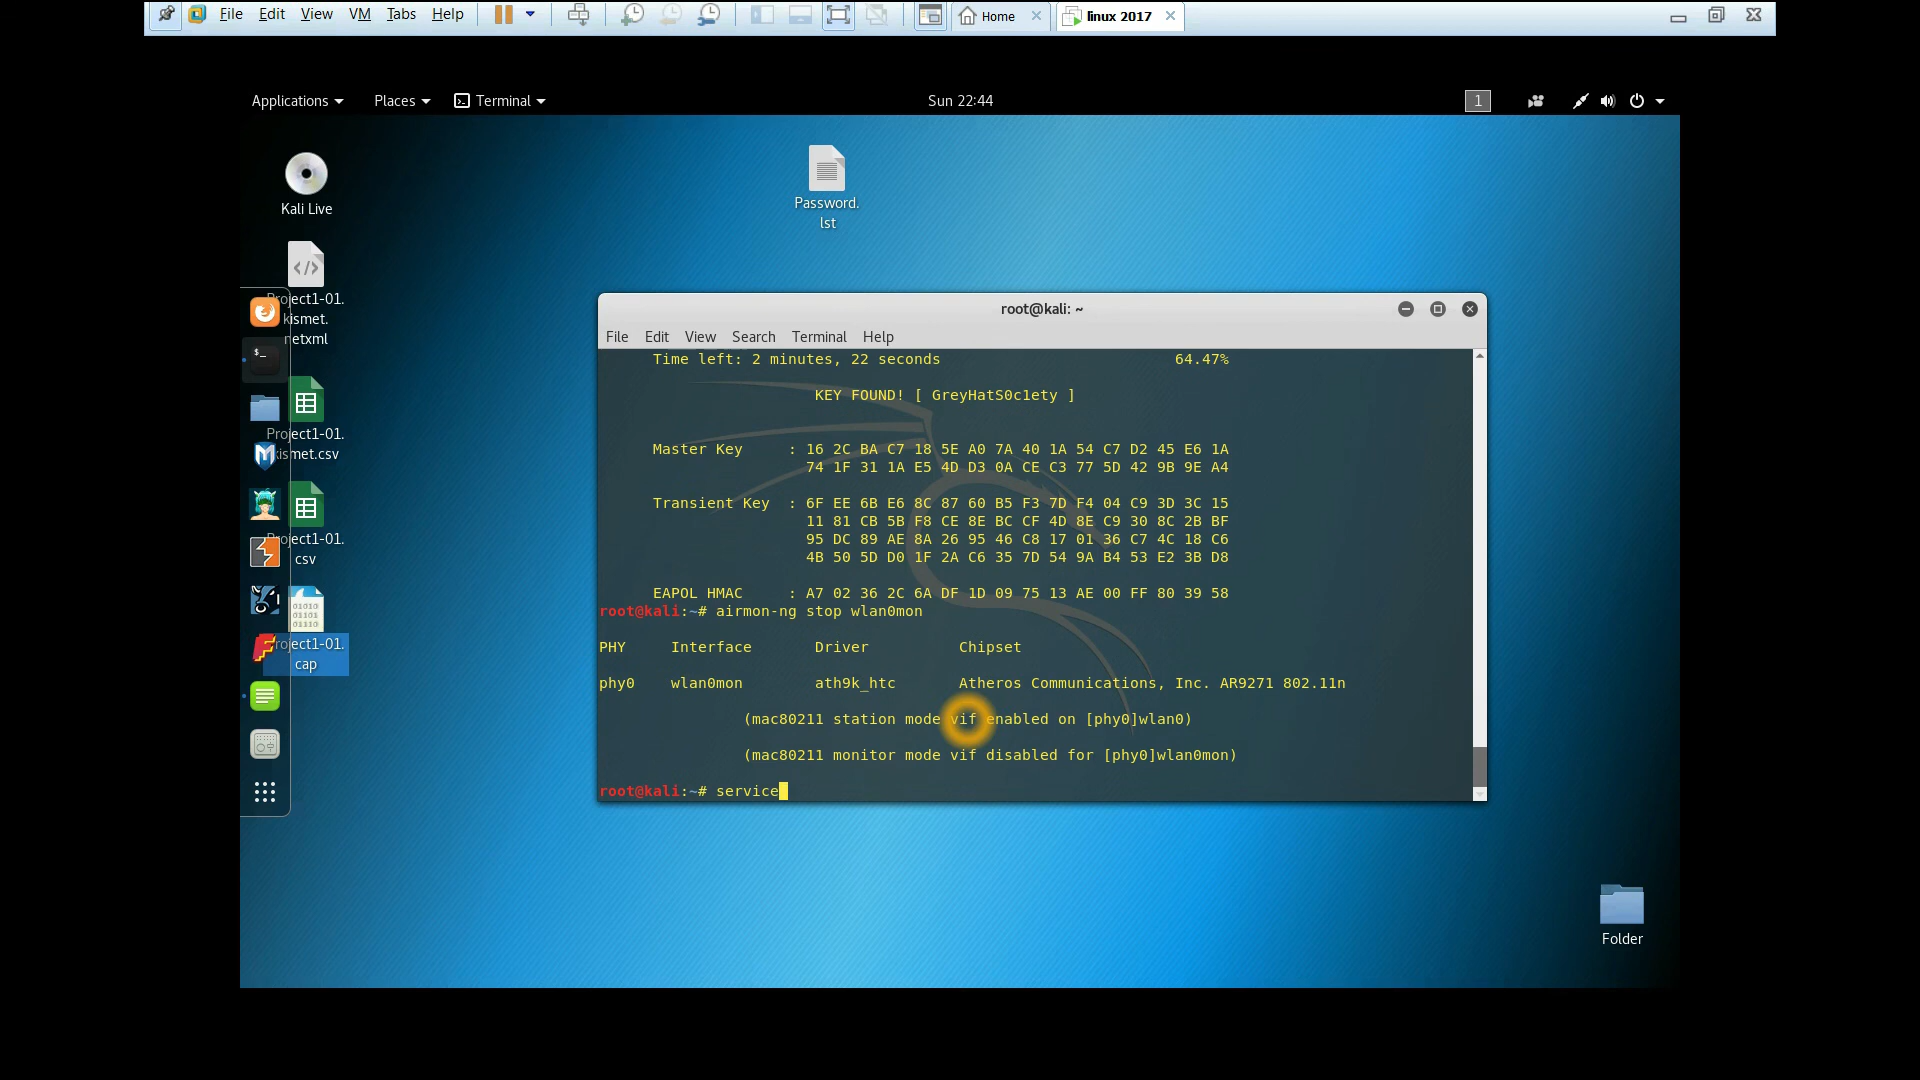 File Edit View VM Tabs Help Home linux 2017
Applications Places Terminal Sun 22:44 1
Kali Live
Password.
lst
Project1-01.
kismet.
netxml
Project1-01.
kismet.csv
Project1-01.
csv
Project1-01.
cap
Folder
root@kali: ~
File Edit View Search Terminal Help
Time left: 2 minutes, 22 seconds 64.47%
KEY FOUND! [ GreyHatS0c1ety ]
Master Key : 16 2C BA C7 18 5E A0 7A 40 1A 54 C7 D2 45 E6 1A
74 1F 31 1A E5 4D D3 0A CE C3 77 5D 42 9B 9E A4
Transient Key : 6F EE 6B E6 8C 87 60 B5 F3 7D F4 04 C9 3D 3C 15
11 81 CB 5B F8 CE 8E BC CF 4D 8E C9 30 8C 2B BF
95 DC 89 AE 8A 26 95 46 C8 17 01 36 C7 4C 18 C6
4B 50 5D D0 1F 2A C6 35 7D 54 9A B4 53 E2 3B D8
EAPOL HMAC : A7 02 36 2C 6A DF 1D 09 75 13 AE 00 FF 80 39 58
root@kali:~# airmon-ng stop wlan0mon
PHY Interface Driver Chipset
phy0 wlan0mon ath9k_htc Atheros Communications, Inc. AR9271 802.11n
(mac80211 station mode vif enabled on [phy0]wlan0)
(mac80211 monitor mode vif disabled for [phy0]wlan0mon)
root@kali:~# service